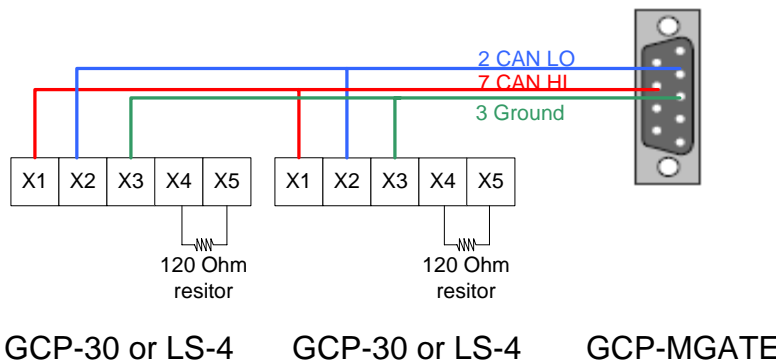 2 CAN LO
7 CAN HI
3 Ground
X1 X2 X3 X4 X5
X1 X2 X3 X4 X5
120 Ohm
resitor
120 Ohm
resitor
GCP-30 or LS-4
GCP-30 or LS-4
GCP-MGATE